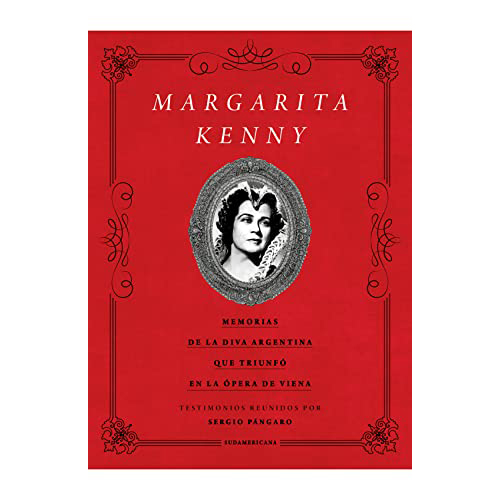 MARGARITA
KENNY
MEMORIAS
DE LA DIVA ARGENTINA
QUE TRIUNFÓ
EN LA ÓPERA DE VIENA
TESTIMONIOS REUNIDOS POR
SERGIO PÁNGARO
SUDAMERICANA